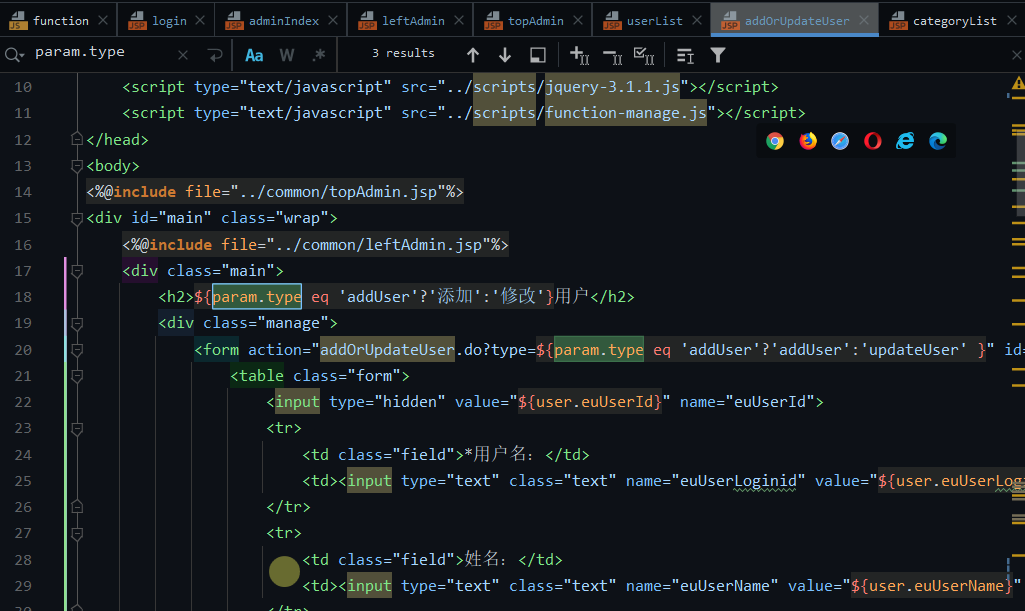 function login adminIndex leftAdmin topAdmin userList addOrUpdateUser categoryList
param.type Aa W .* 3 results
10 <script type="text/javascript" src="../scripts/jquery-3.1.1.js"></script>
11 <script type="text/javascript" src="../scripts/function-manage.js"></script>
12 </head>
13 <body>
14 <%@include file="../common/topAdmin.jsp"%>
15 <div id="main" class="wrap">
16 <%@include file="../common/leftAdmin.jsp"%>
17 <div class="main">
18 <h2>${param.type eq 'addUser'?'添加':'修改'}用户</h2>
19 <div class="manage">
20 <form action="addOrUpdateUser.do?type=${param.type eq 'addUser'?'addUser':'updateUser' }" id=
21 <table class="form">
22 <input type="hidden" value="${user.euUserId}" name="euUserId">
23 <tr>
24 <td class="field">*用户名：</td>
25 <td><input type="text" class="text" name="euUserLoginid" value="${user.euUserLogi
26 </tr>
27 <tr>
28 <td class="field">姓名：</td>
29 <td><input type="text" class="text" name="euUserName" value="${user.euUserName}"
30 </tr>